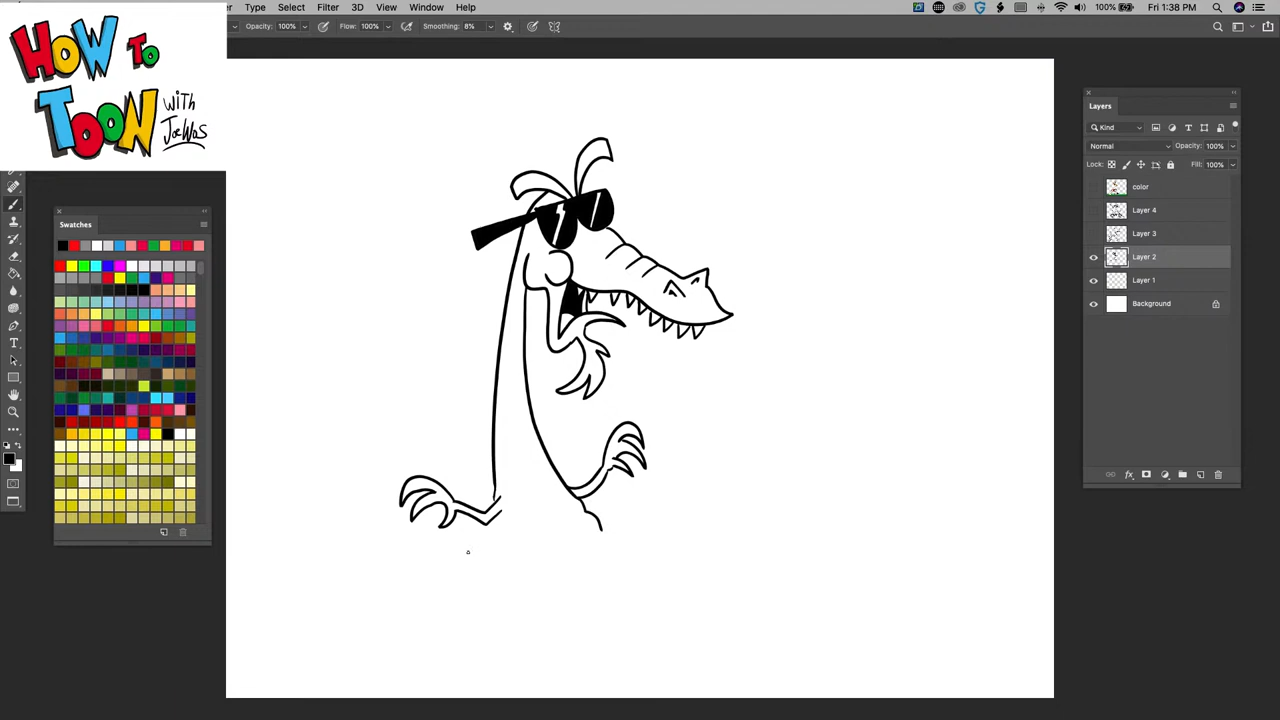 Type Select Filter 3D View Window Help
100% Fri 1:38 PM
Opacity: 100% Flow: 100% Smoothing: 8%
HOW TO
TOON
WITH
JoeWos
Swatches
Layers
Kind
Normal Opacity: 100%
Lock: Fill: 100%
color
Layer 4
Layer 3
Layer 2
Layer 1
Background
fx